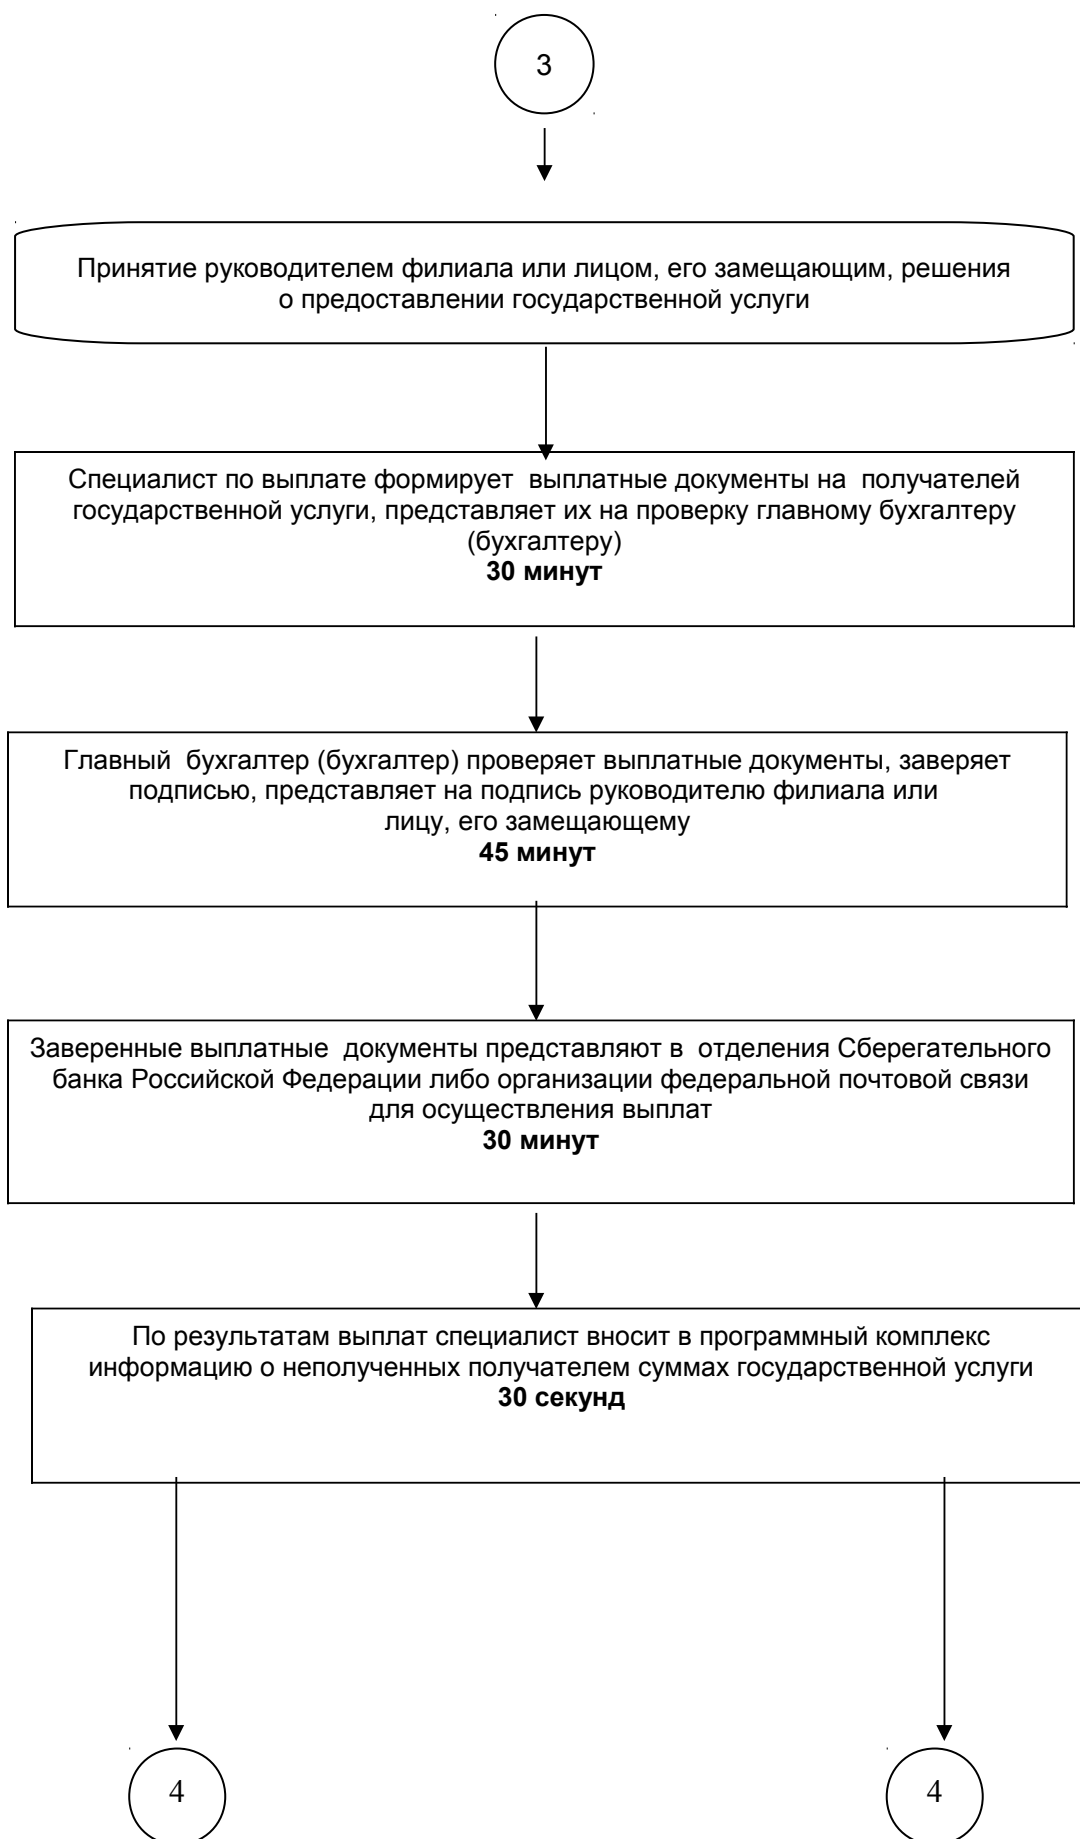 3
Принятие руководителем филиала или лицом, его замещающим, решения
о предоставлении государственной услуги
Специалист по выплате формирует  выплатные документы на  получателей
государственной услуги, представляет их на проверку главному бухгалтеру
(бухгалтеру)
30 минут
Главный  бухгалтер (бухгалтер) проверяет выплатные документы, заверяет
подписью, представляет на подпись руководителю филиала или
лицу, его замещающему
45 минут
Заверенные выплатные  документы представляют в  отделения Сберегательного
банка Российской Федерации либо организации федеральной почтовой связи
для осуществления выплат
30 минут
По результатам выплат специалист вносит в программный комплекс
информацию о неполученных получателем суммах государственной услуги
30 секунд
4
4